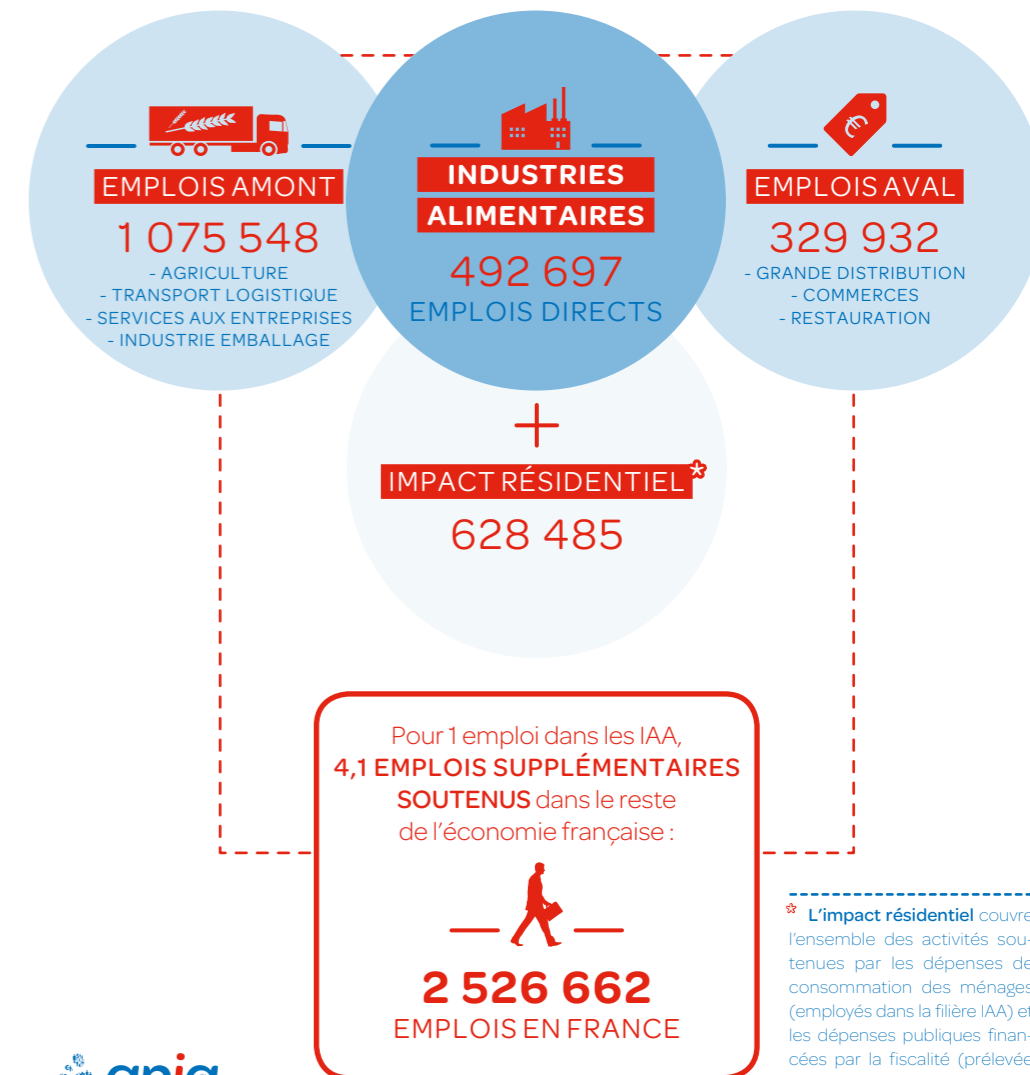 EMPLOIS AMONT
1 075 548
- AGRICULTURE
- TRANSPORT LOGISTIQUE
- SERVICES AUX ENTREPRISES
- INDUSTRIE EMBALLAGE
INDUSTRIES
ALIMENTAIRES
492 697
EMPLOIS DIRECTS
€
EMPLOIS AVAL
329 932
- GRANDE DISTRIBUTION
- COMMERCES
- RESTAURATION
+
IMPACT RÉSIDENTIEL*
628 485
Pour 1 emploi dans les IAA,
4,1 EMPLOIS SUPPLÉMENTAIRES
SOUTENUS dans le reste
de l'économie française :
2 526 662
EMPLOIS EN FRANCE
* L'impact résidentiel couvre
l'ensemble des activités sou-
tenues par les dépenses de
consommation des ménages
(employés dans la filière IAA) et
les dépenses publiques finan-
cées par la fiscalité (prélevée